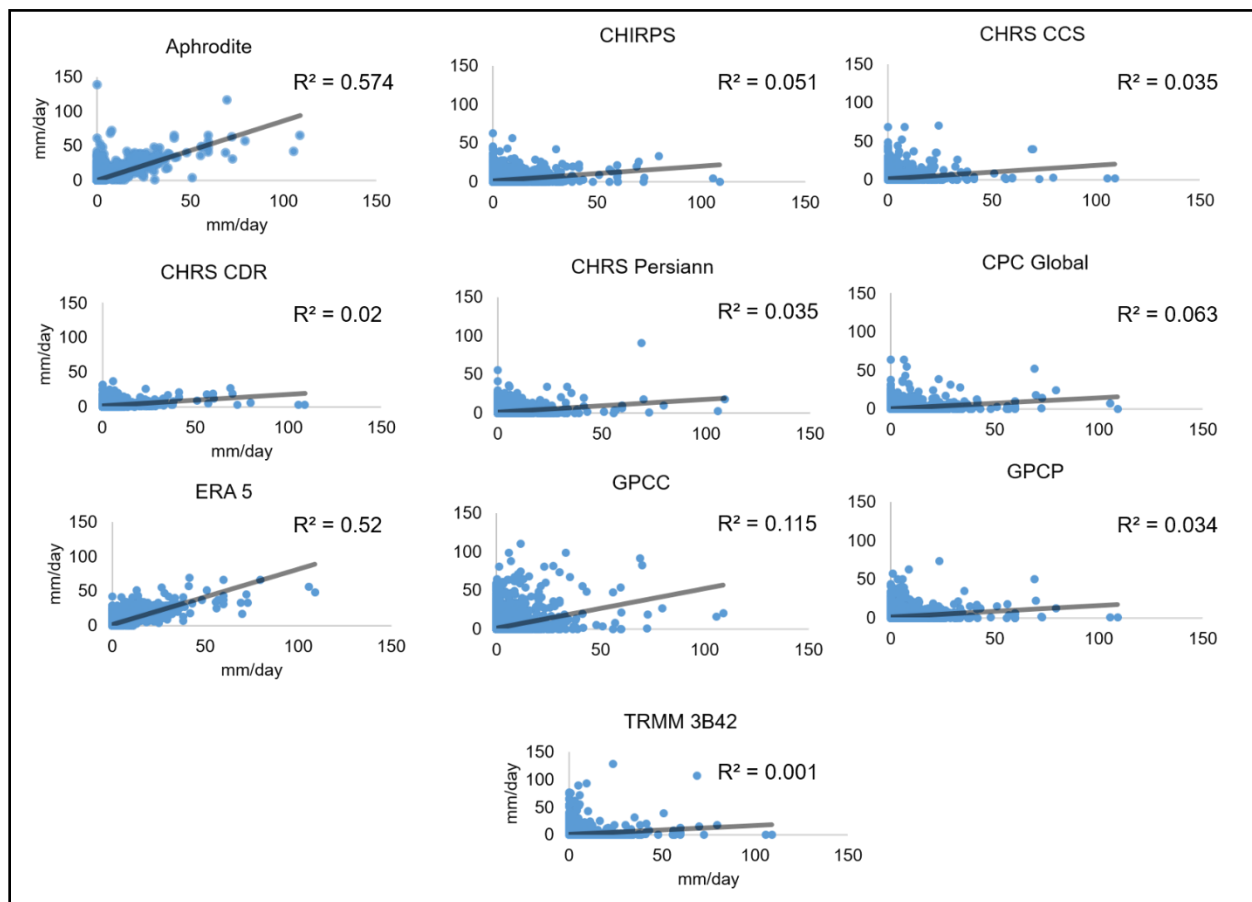 Aphrodite
R² = 0.574
150
100
50
0
mm/day
0 50 100 150
mm/day
CHIRPS
R² = 0.051
150
100
50
0
0 50 100 150
CHRS CCS
R² = 0.035
150
100
50
0
0 50 100 150
CHRS CDR
R² = 0.02
150
100
50
0
mm/day
0 50 100 150
mm/day
CHRS Persiann
R² = 0.035
150
100
50
0
0 50 100 150
CPC Global
R² = 0.063
150
100
50
0
0 50 100 150
ERA 5
R² = 0.52
150
100
50
0
mm/day
0 50 100 150
mm/day
GPCC
R² = 0.115
150
100
50
0
0 50 100 150
GPCP
R² = 0.034
150
100
50
0
0 50 100 150
TRMM 3B42
R² = 0.001
150
100
50
0
mm/day
0 50 100 150
mm/day